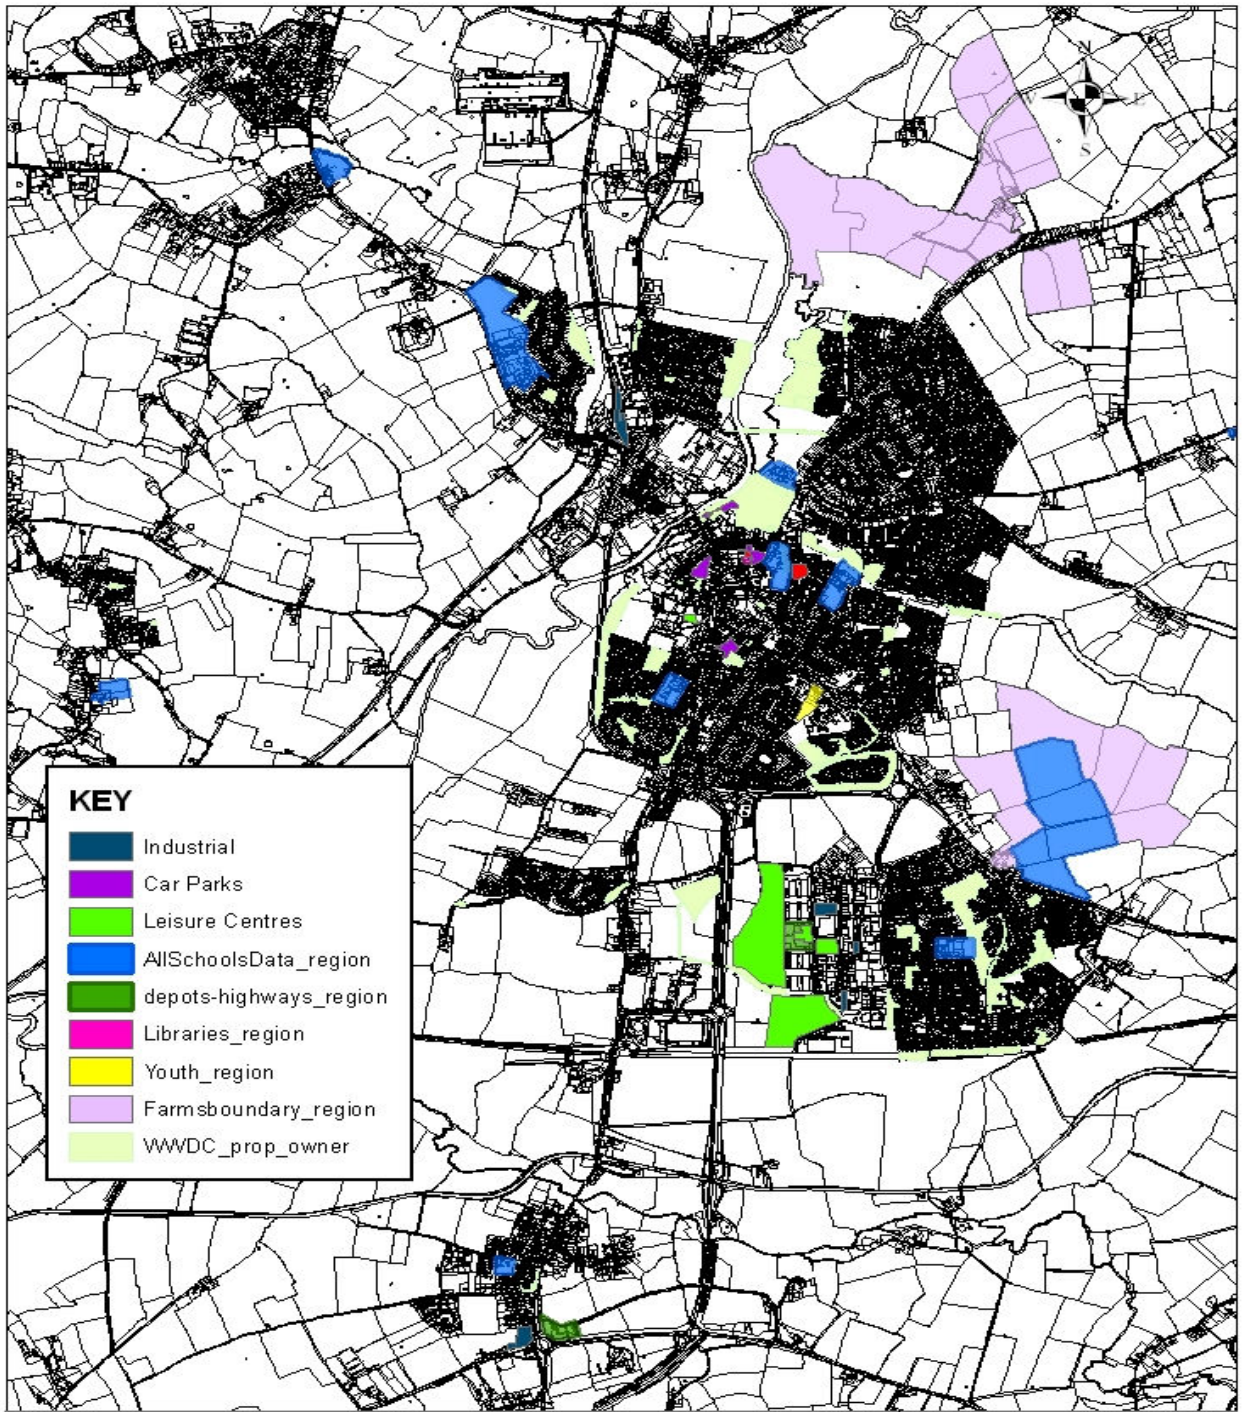 N
W
E
S
KEY
Industrial
Car Parks
Leisure Centres
AllSchoolsData_region
depots-highways_region
Libraries_region
Youth_region
Farmsboundary_region
WWDC_prop_owner